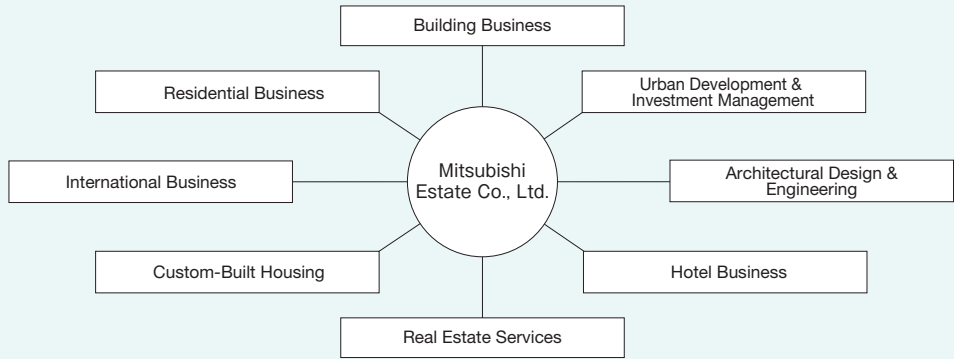 Building Business
Residential Business
Urban Development &
Investment Management
Mitsubishi
Estate Co., Ltd.
International Business
Architectural Design &
Engineering
Custom-Built Housing
Hotel Business
Real Estate Services